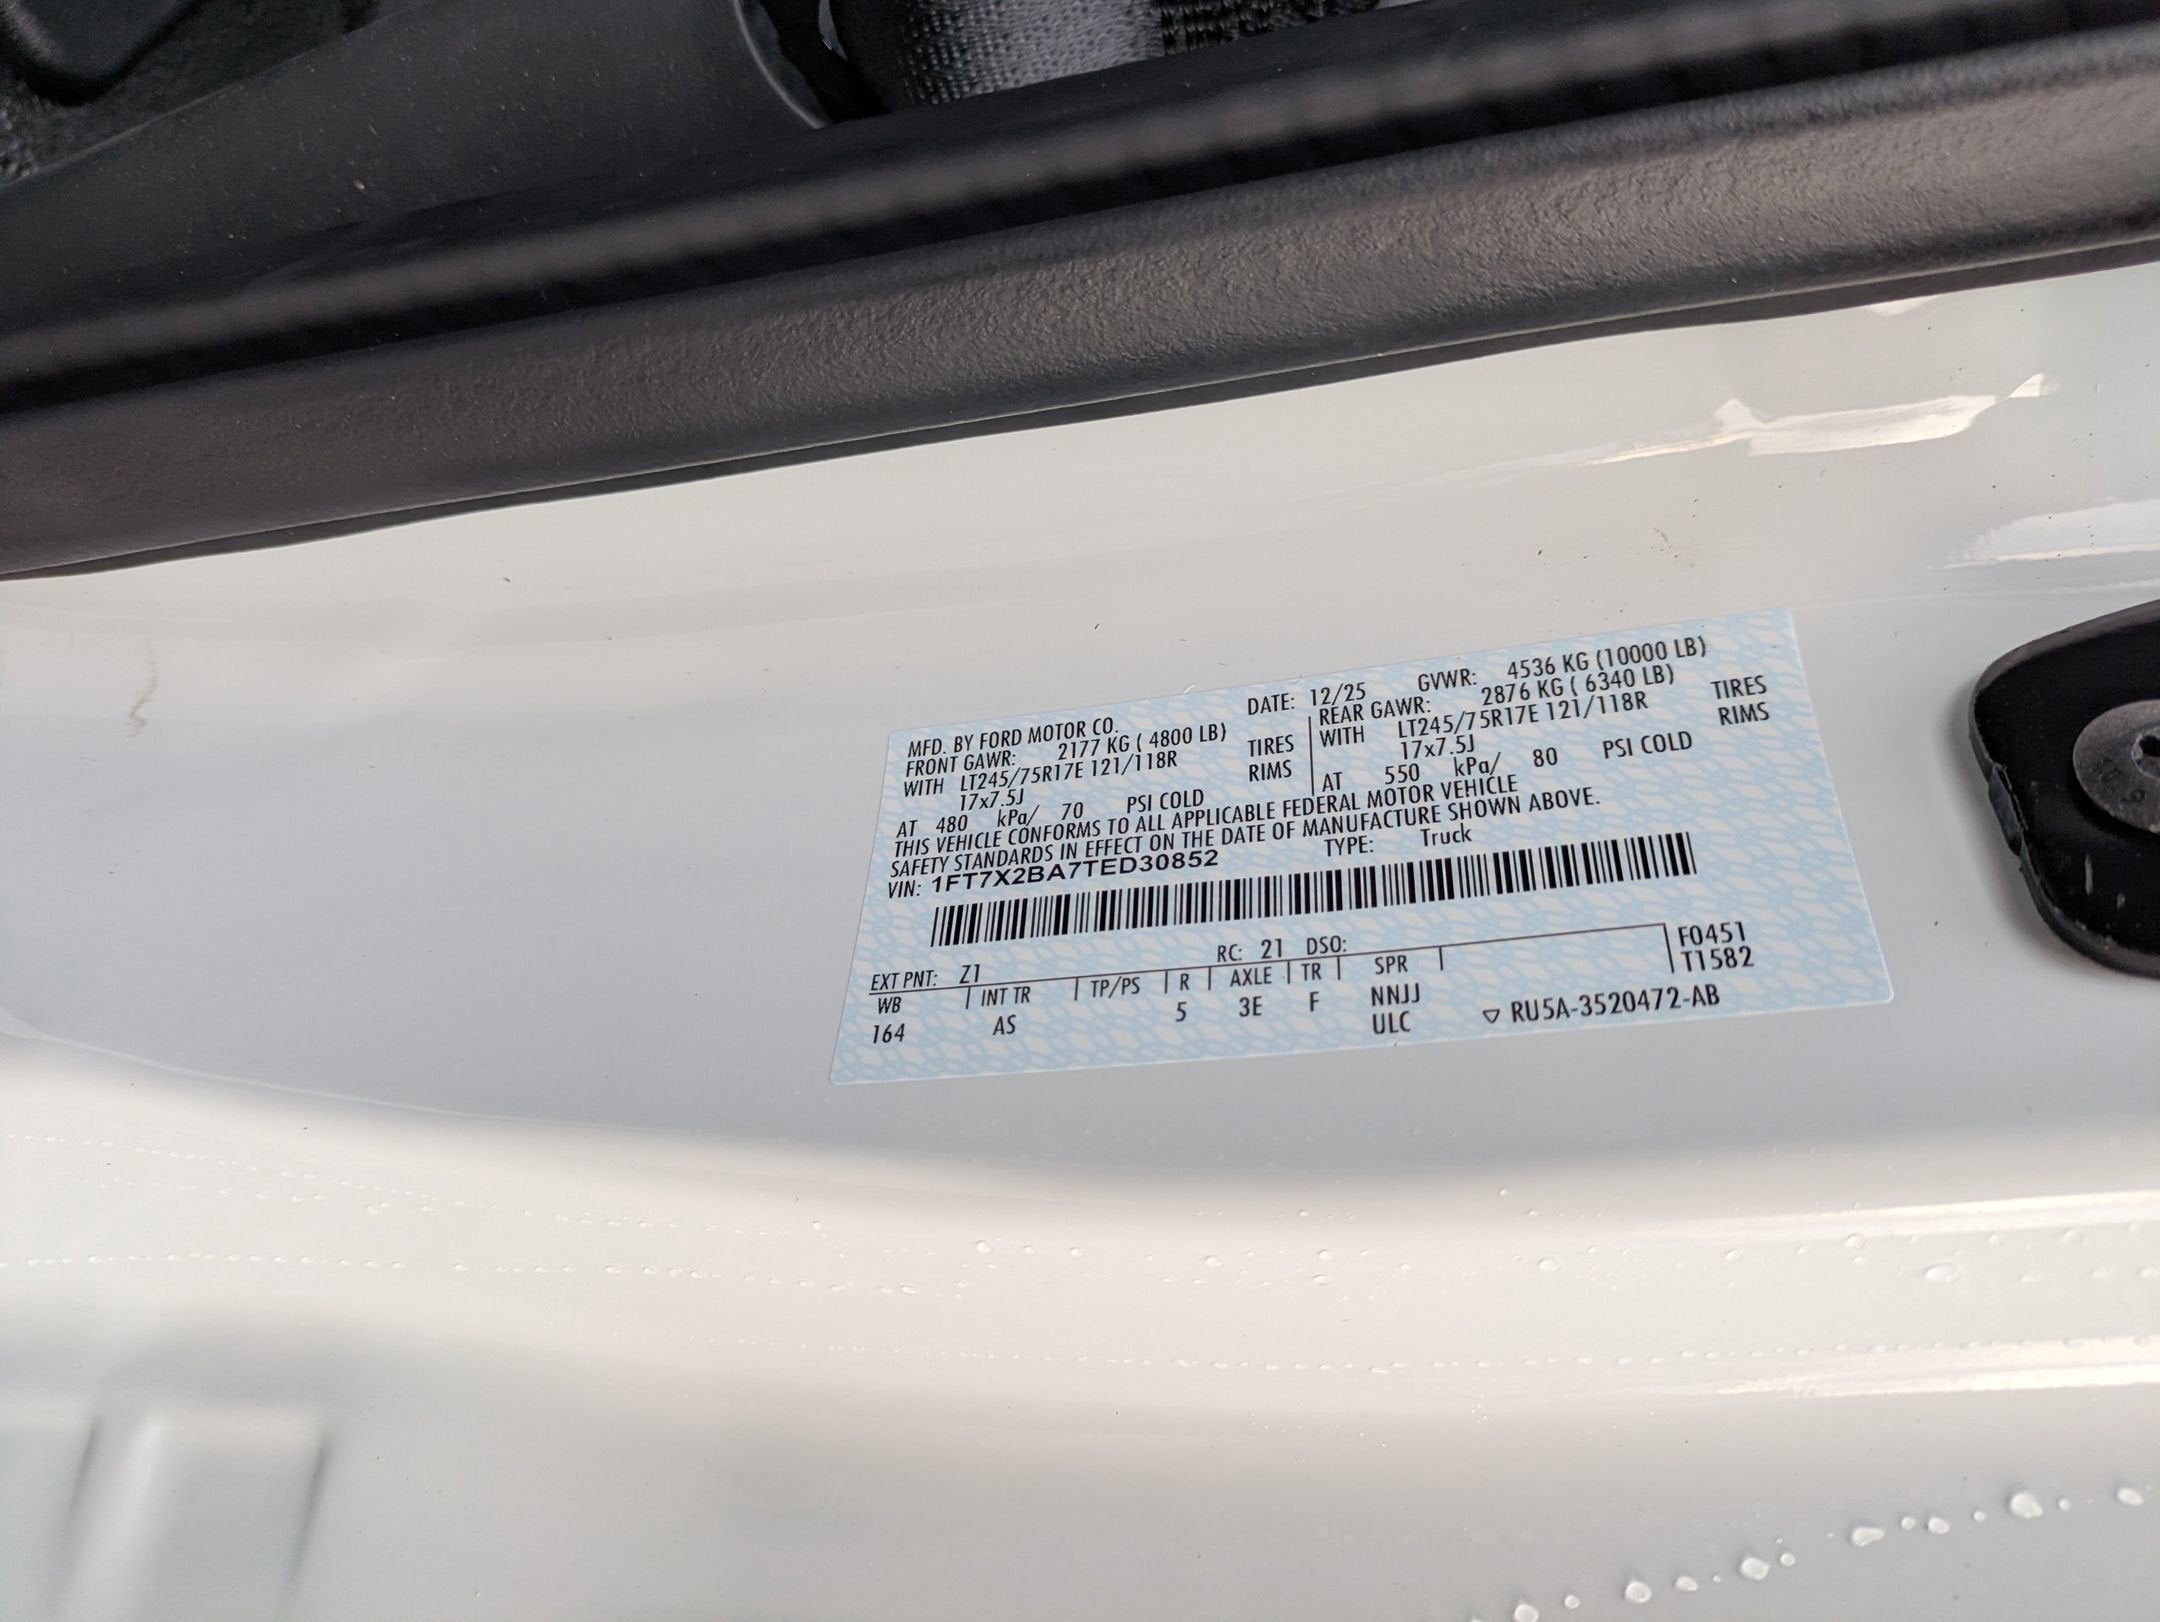 MFD. BY FORD MOTOR CO. DATE: 12/25 GVWR: 4536 KG (10000 LB)
FRONT GAWR: 2177 KG ( 4800 LB) REAR GAWR: 2876 KG ( 6340 LB)
WITH LT245/75R17E 121/118R TIRES WITH LT245/75R17E 121/118R TIRES
17x7.5J RIMS 17x7.5J RIMS
AT 480 kPa/ 70 PSI COLD AT 550 kPa/ 80 PSI COLD
THIS VEHICLE CONFORMS TO ALL APPLICABLE FEDERAL MOTOR VEHICLE
SAFETY STANDARDS IN EFFECT ON THE DATE OF MANUFACTURE SHOWN ABOVE.
VIN: 1FT7X2BA7TED30852 TYPE: Truck
EXT PNT: Z1 RC: 21 DSO: F0451
WB INT TR TP/PS R AXLE TR SPR T1582
164 AS 5 3E F NNJJ
ULC ▽ RU5A-3520472-AB